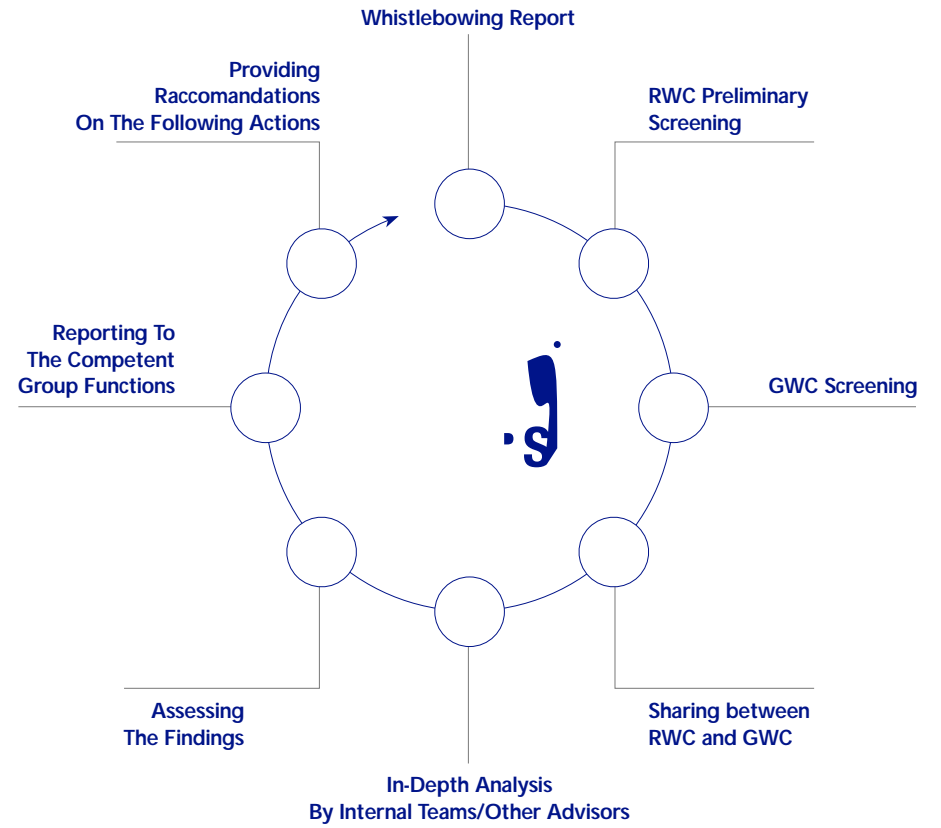 Whistlebowing Report
RWC Preliminary
Screening
GWC Screening
Sharing between
RWC and GWC
In-Depth Analysis
By Internal Teams/Other Advisors
Assessing
The Findings
Reporting To
The Competent
Group Functions
Providing
Raccomandations
On The Following Actions